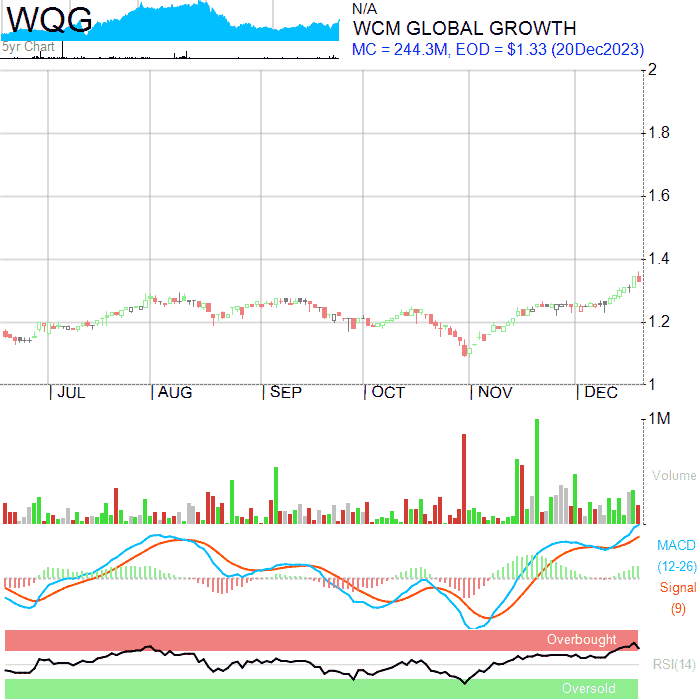 WQG
5yr Chart
N/A
WCM GLOBAL GROWTH
MC = 244.3M, EOD = $1.33 (20Dec2023)
2
1.8
1.6
1.4
1.2
1
JUL AUG SEP OCT NOV DEC
1M
Volume
MACD
(12-26)
Signal
(9)
Overbought
RSI(14)
Oversold